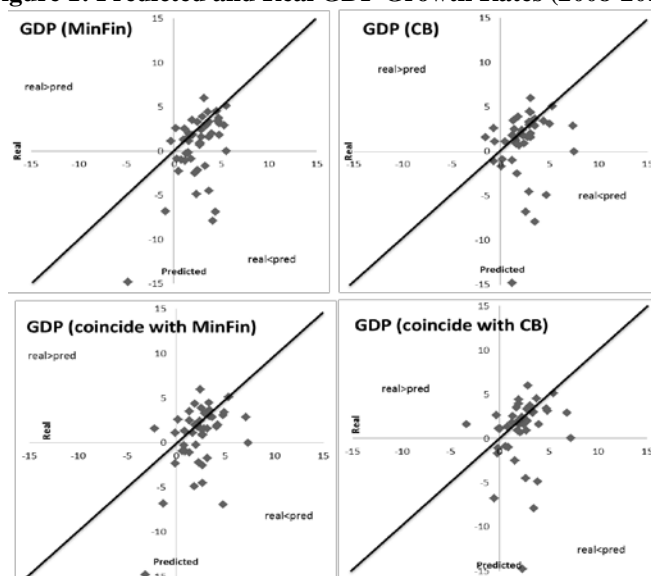 Figure 1: Predicted and Real GDP Growth Rates (2008-20
GDP (MinFin)
15
10
real>pred
5
Real
-15 -10 -5 0 5 10 15
-5
-10
real<pred
Predicted
-15
GDP (CB)
15
10
real>pred
5
Real
-15 -10 -5 0 5 10 15
-5
real<pred
-10
Predicted
-15
GDP (coincide with MinFin)
15
10
real>pred
5
Real
-15 -10 -5 0 5 10 15
-5
real<pred
-10
Predicted
GDP (coincide with CB)
15
10
real>pred
5
Real
-15 -10 -5 0 5 10 15
-5
-10
real<pred
Predicted
-15